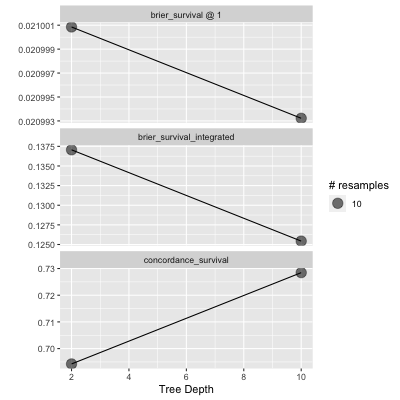 brier_survival @ 1
0.021001
0.020999
0.020997
0.020995
0.020993
brier_survival_integrated
0.1375
0.1350
0.1325
0.1300
0.1275
0.1250
concordance_survival
0.73
0.72
0.71
0.70
2 4 6 8 10
Tree Depth
# resamples
10